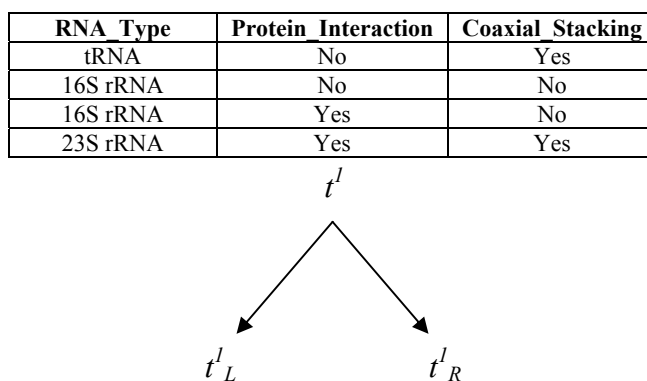 RNA_Type Protein_Interaction Coaxial_Stacking
tRNA No Yes
16S rRNA No No
16S rRNA Yes No
23S rRNA Yes Yes
t¹
t¹L t¹R